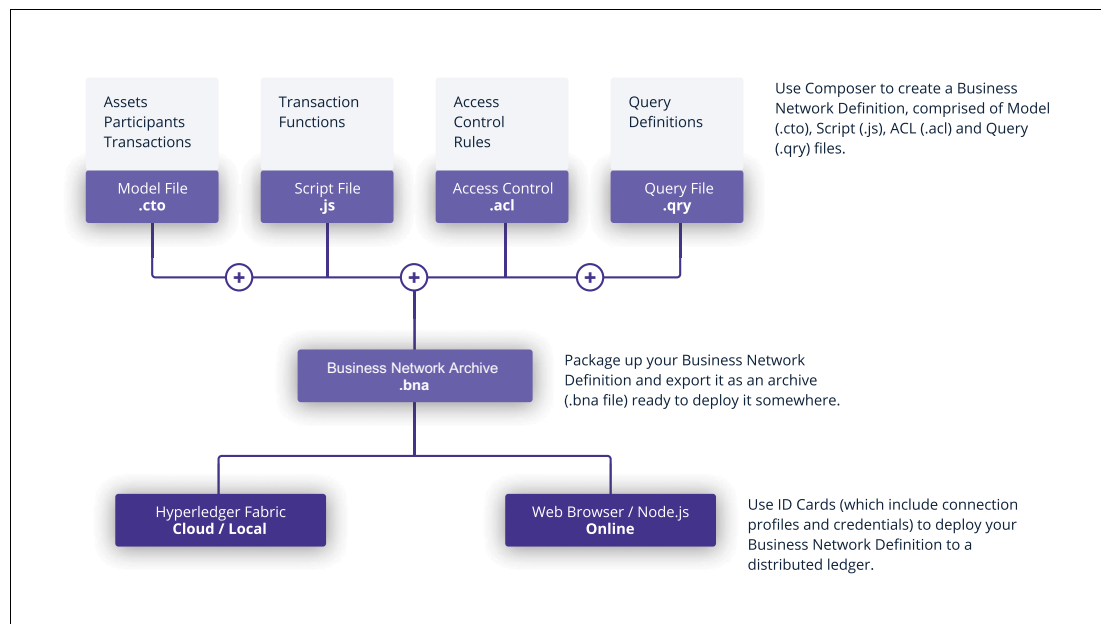 Assets
Participants
Transactions
Model File
.cto
Transaction
Functions
Script File
.js
Access
Control
Rules
Access Control
.acl
Query
Definitions
Query File
.qry
Use Composer to create a Business
Network Definition, comprised of Model
(.cto), Script (.js), ACL (.acl) and Query
(.qry) files.
Business Network Archive
.bna
Package up your Business Network
Definition and export it as an archive
(.bna file) ready to deploy it somewhere.
Hyperledger Fabric
Cloud / Local
Web Browser / Node.js
Online
Use ID Cards (which include connection
profiles and credentials) to deploy your
Business Network Definition to a
distributed ledger.